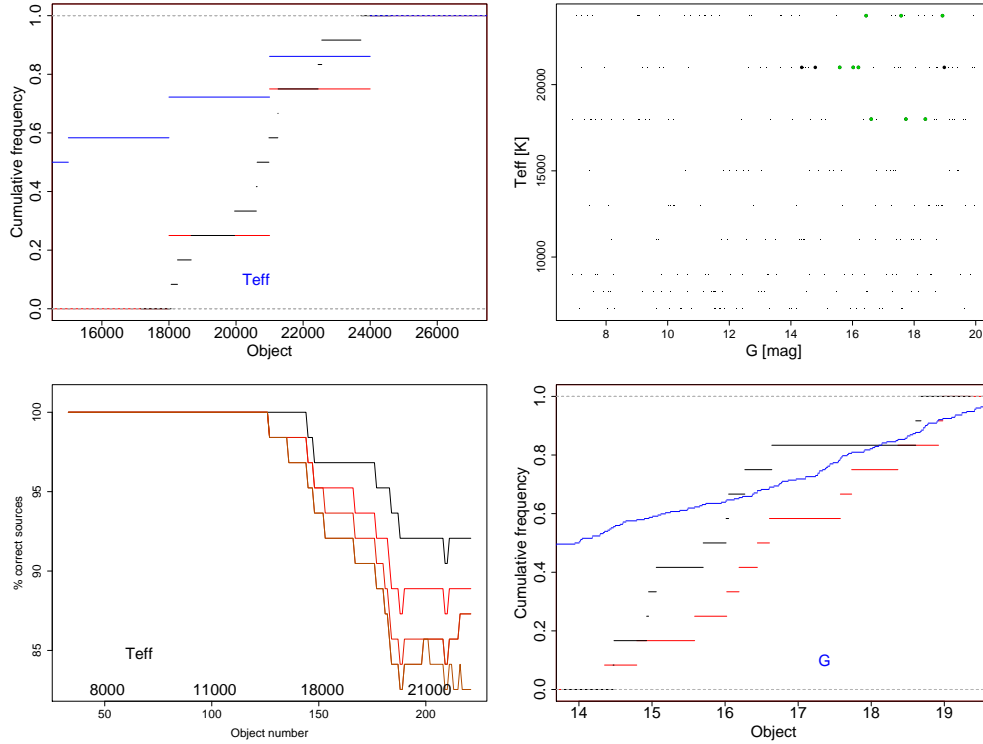 Cumulative frequency
0.0 0.2 0.4 0.6 0.8 1.0
Teff
16000 18000 20000 22000 24000 26000
Object
Teff [K]
10000 15000 20000
8 10 12 14 16 18 20
G [mag]
% correct sources
85 90 95 100
Teff
8000 11000 18000 21000
50 100 150 200
Object number
Cumulative frequency
0.0 0.2 0.4 0.6 0.8 1.0
G
14 15 16 17 18 19
Object